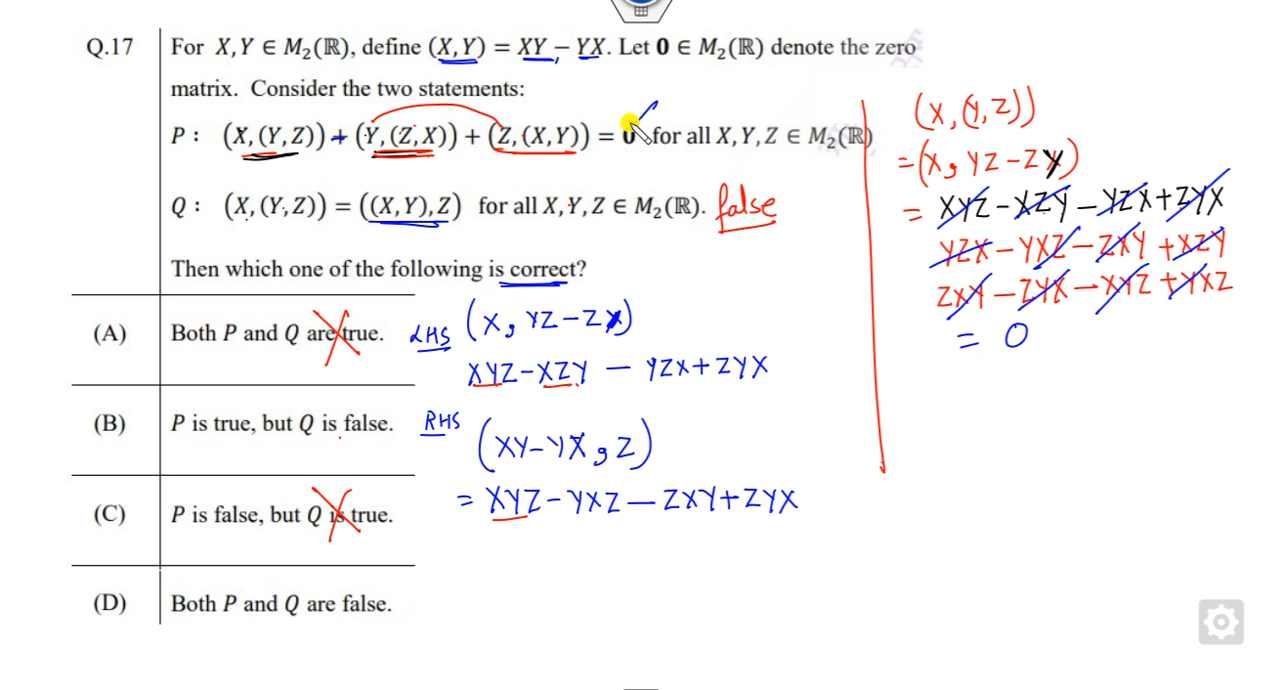 Q.17
For X, Y ∈ M₂(ℝ), define (X, Y) = XY − YX. Let 0 ∈ M₂(ℝ) denote the zero
matrix. Consider the two statements:
P : (X, (Y, Z)) + (Y, (Z, X)) + (Z, (X, Y)) = 0 for all X, Y, Z ∈ M₂(ℝ)
Q : (X, (Y, Z)) = ((X, Y), Z) for all X, Y, Z ∈ M₂(ℝ). false
Then which one of the following is correct?
(A) Both P and Q are true.
(B) P is true, but Q is false.
(C) P is false, but Q is true.
(D) Both P and Q are false.
LHS (X, YZ−ZY)
XYZ−XZY − YZX+ZYX
RHS (XY−YX, Z)
= XYZ−YXZ−ZXY+ZYX
(X, (Y, Z))
= (X, YZ−ZY)
= XYZ−XZY−YZX+ZYX
YZX−YXZ−ZXY+XZY
ZXY−ZYX−XYZ+YXZ
= 0